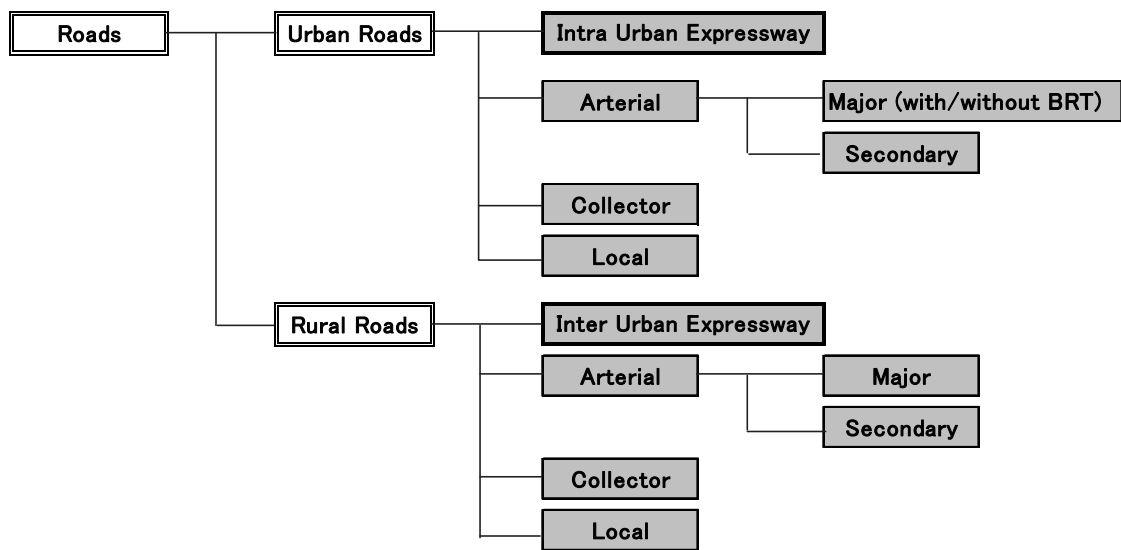 Roads
Urban Roads
Intra Urban Expressway
Arterial
Major (with/without BRT)
Secondary
Collector
Local
Rural Roads
Inter Urban Expressway
Arterial
Major
Secondary
Collector
Local